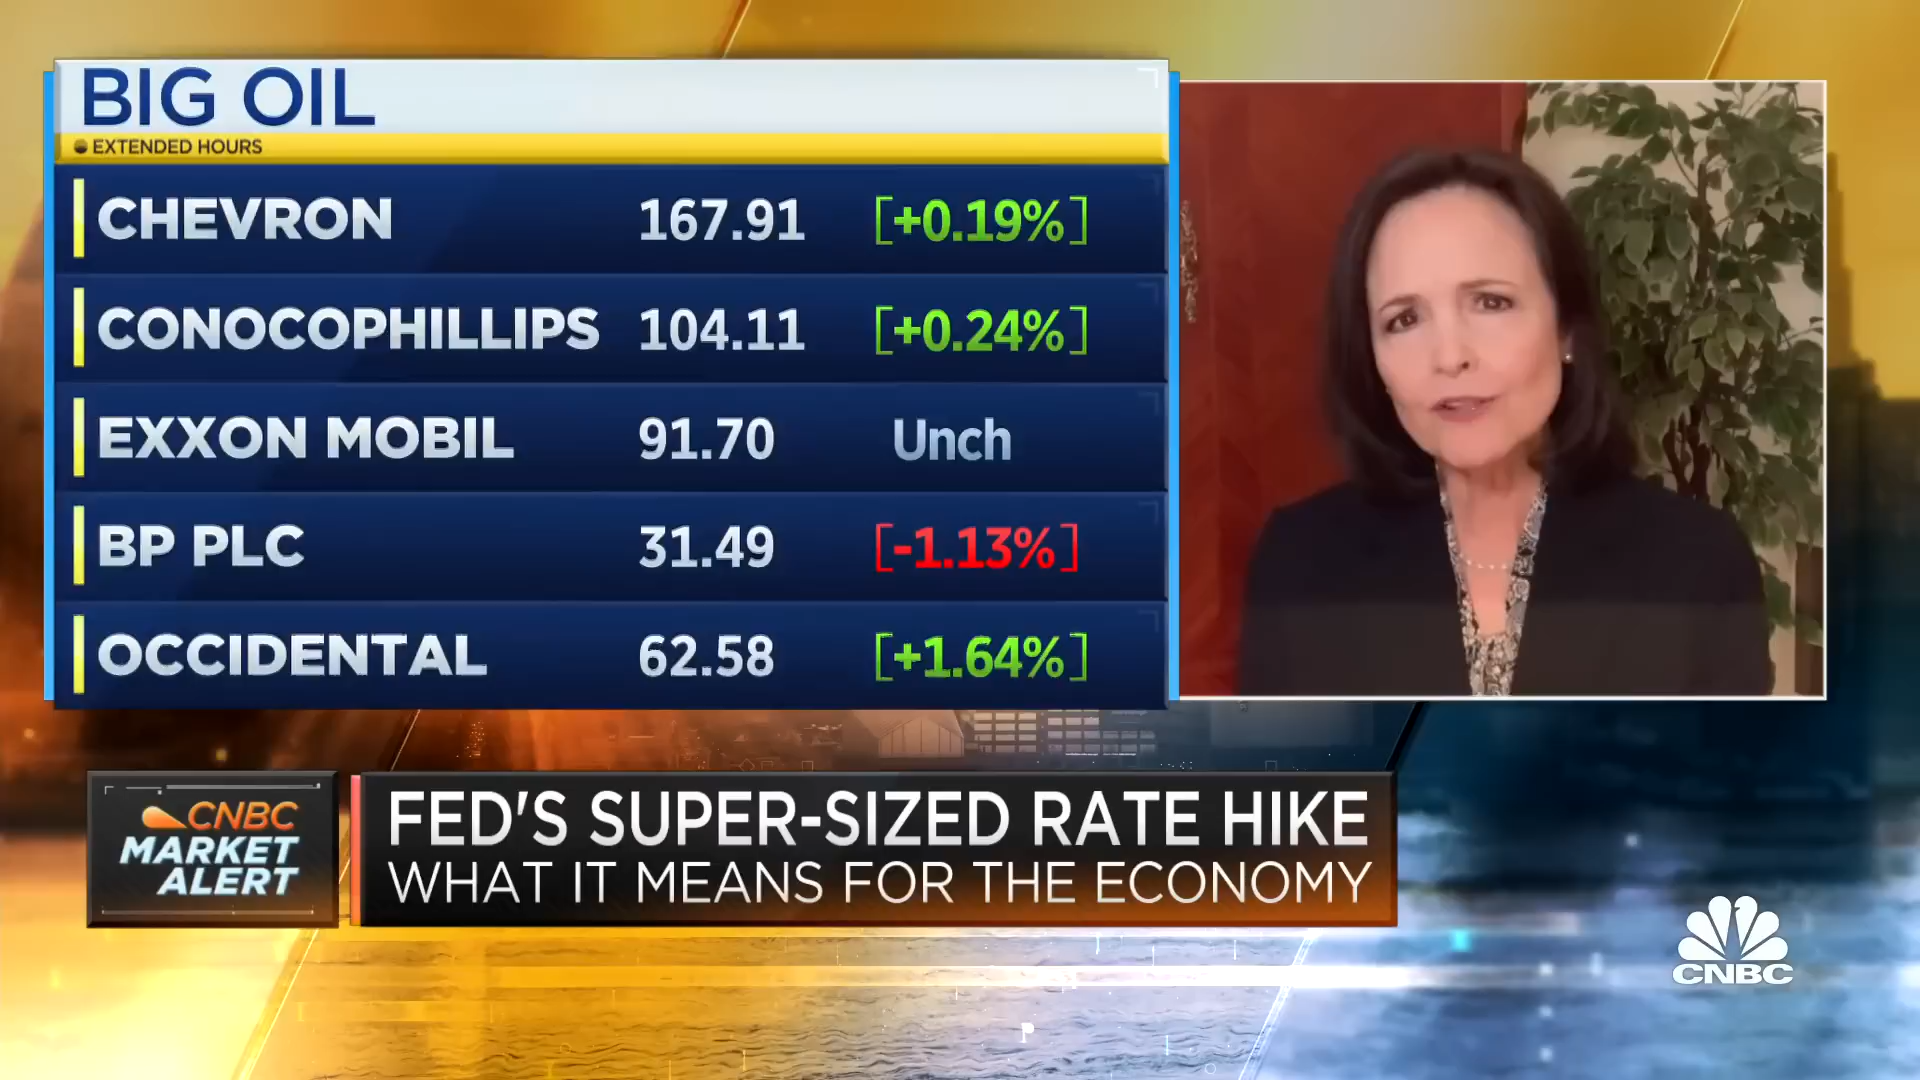 BIG OIL
EXTENDED HOURS
CHEVRON 167.91 [+0.19%]
CONOCOPHILLIPS 104.11 [+0.24%]
EXXON MOBIL 91.70 Unch
BP PLC 31.49 [-1.13%]
OCCIDENTAL 62.58 [+1.64%]
CNBC
MARKET
ALERT
FED'S SUPER-SIZED RATE HIKE
WHAT IT MEANS FOR THE ECONOMY
CNBC